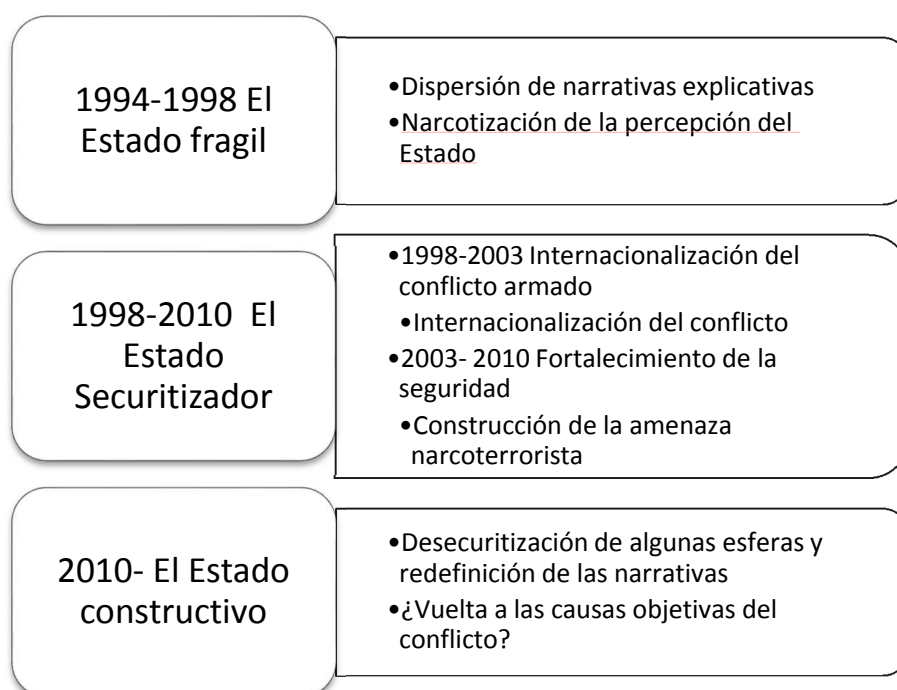 1994-1998 El
Estado fragil
•Dispersión de narrativas explicativas
•Narcotización de la percepción del
Estado
1998-2010  El
Estado
Securitizador
•1998-2003 Internacionalización del
conflicto armado
•Internacionalización del conflicto
•2003- 2010 Fortalecimiento de la
seguridad
•Construcción de la amenaza
narcoterrorista
2010- El Estado
constructivo
•Desecuritización de algunas esferas y
redefinición de las narrativas
•¿Vuelta a las causas objetivas del
conflicto?